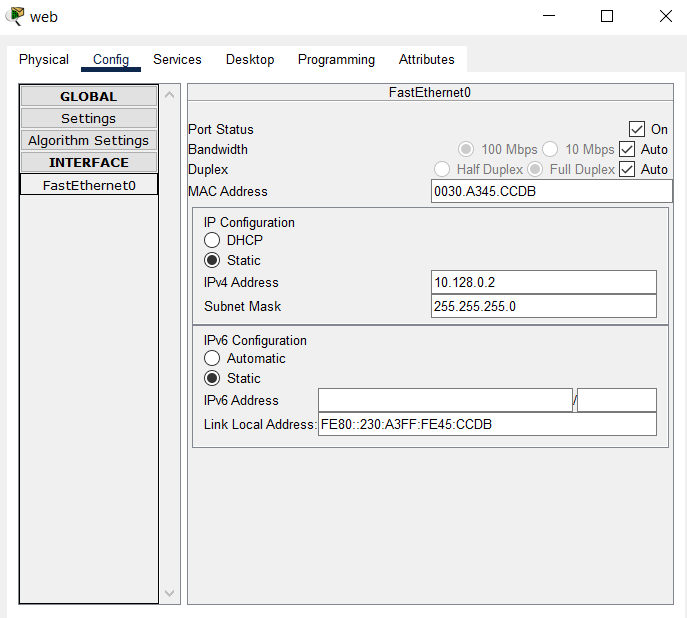 web
Physical Config Services Desktop Programming Attributes
GLOBAL
Settings
Algorithm Settings
INTERFACE
FastEthernet0
FastEthernet0
Port Status On
Bandwidth 100 Mbps 10 Mbps Auto
Duplex Half Duplex Full Duplex Auto
MAC Address 0030.A345.CCDB
IP Configuration
DHCP
Static
IPv4 Address 10.128.0.2
Subnet Mask 255.255.255.0
IPv6 Configuration
Automatic
Static
IPv6 Address /
Link Local Address: FE80::230:A3FF:FE45:CCDB